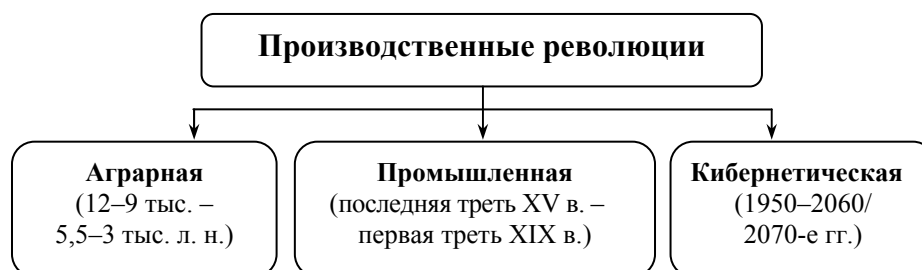 Производственные революции
Аграрная
(12–9 тыс. –
5,5–3 тыс. л. н.)
Промышленная
(последняя треть XV в. –
первая треть XIX в.)
Кибернетическая
(1950–2060/
2070-е гг.)